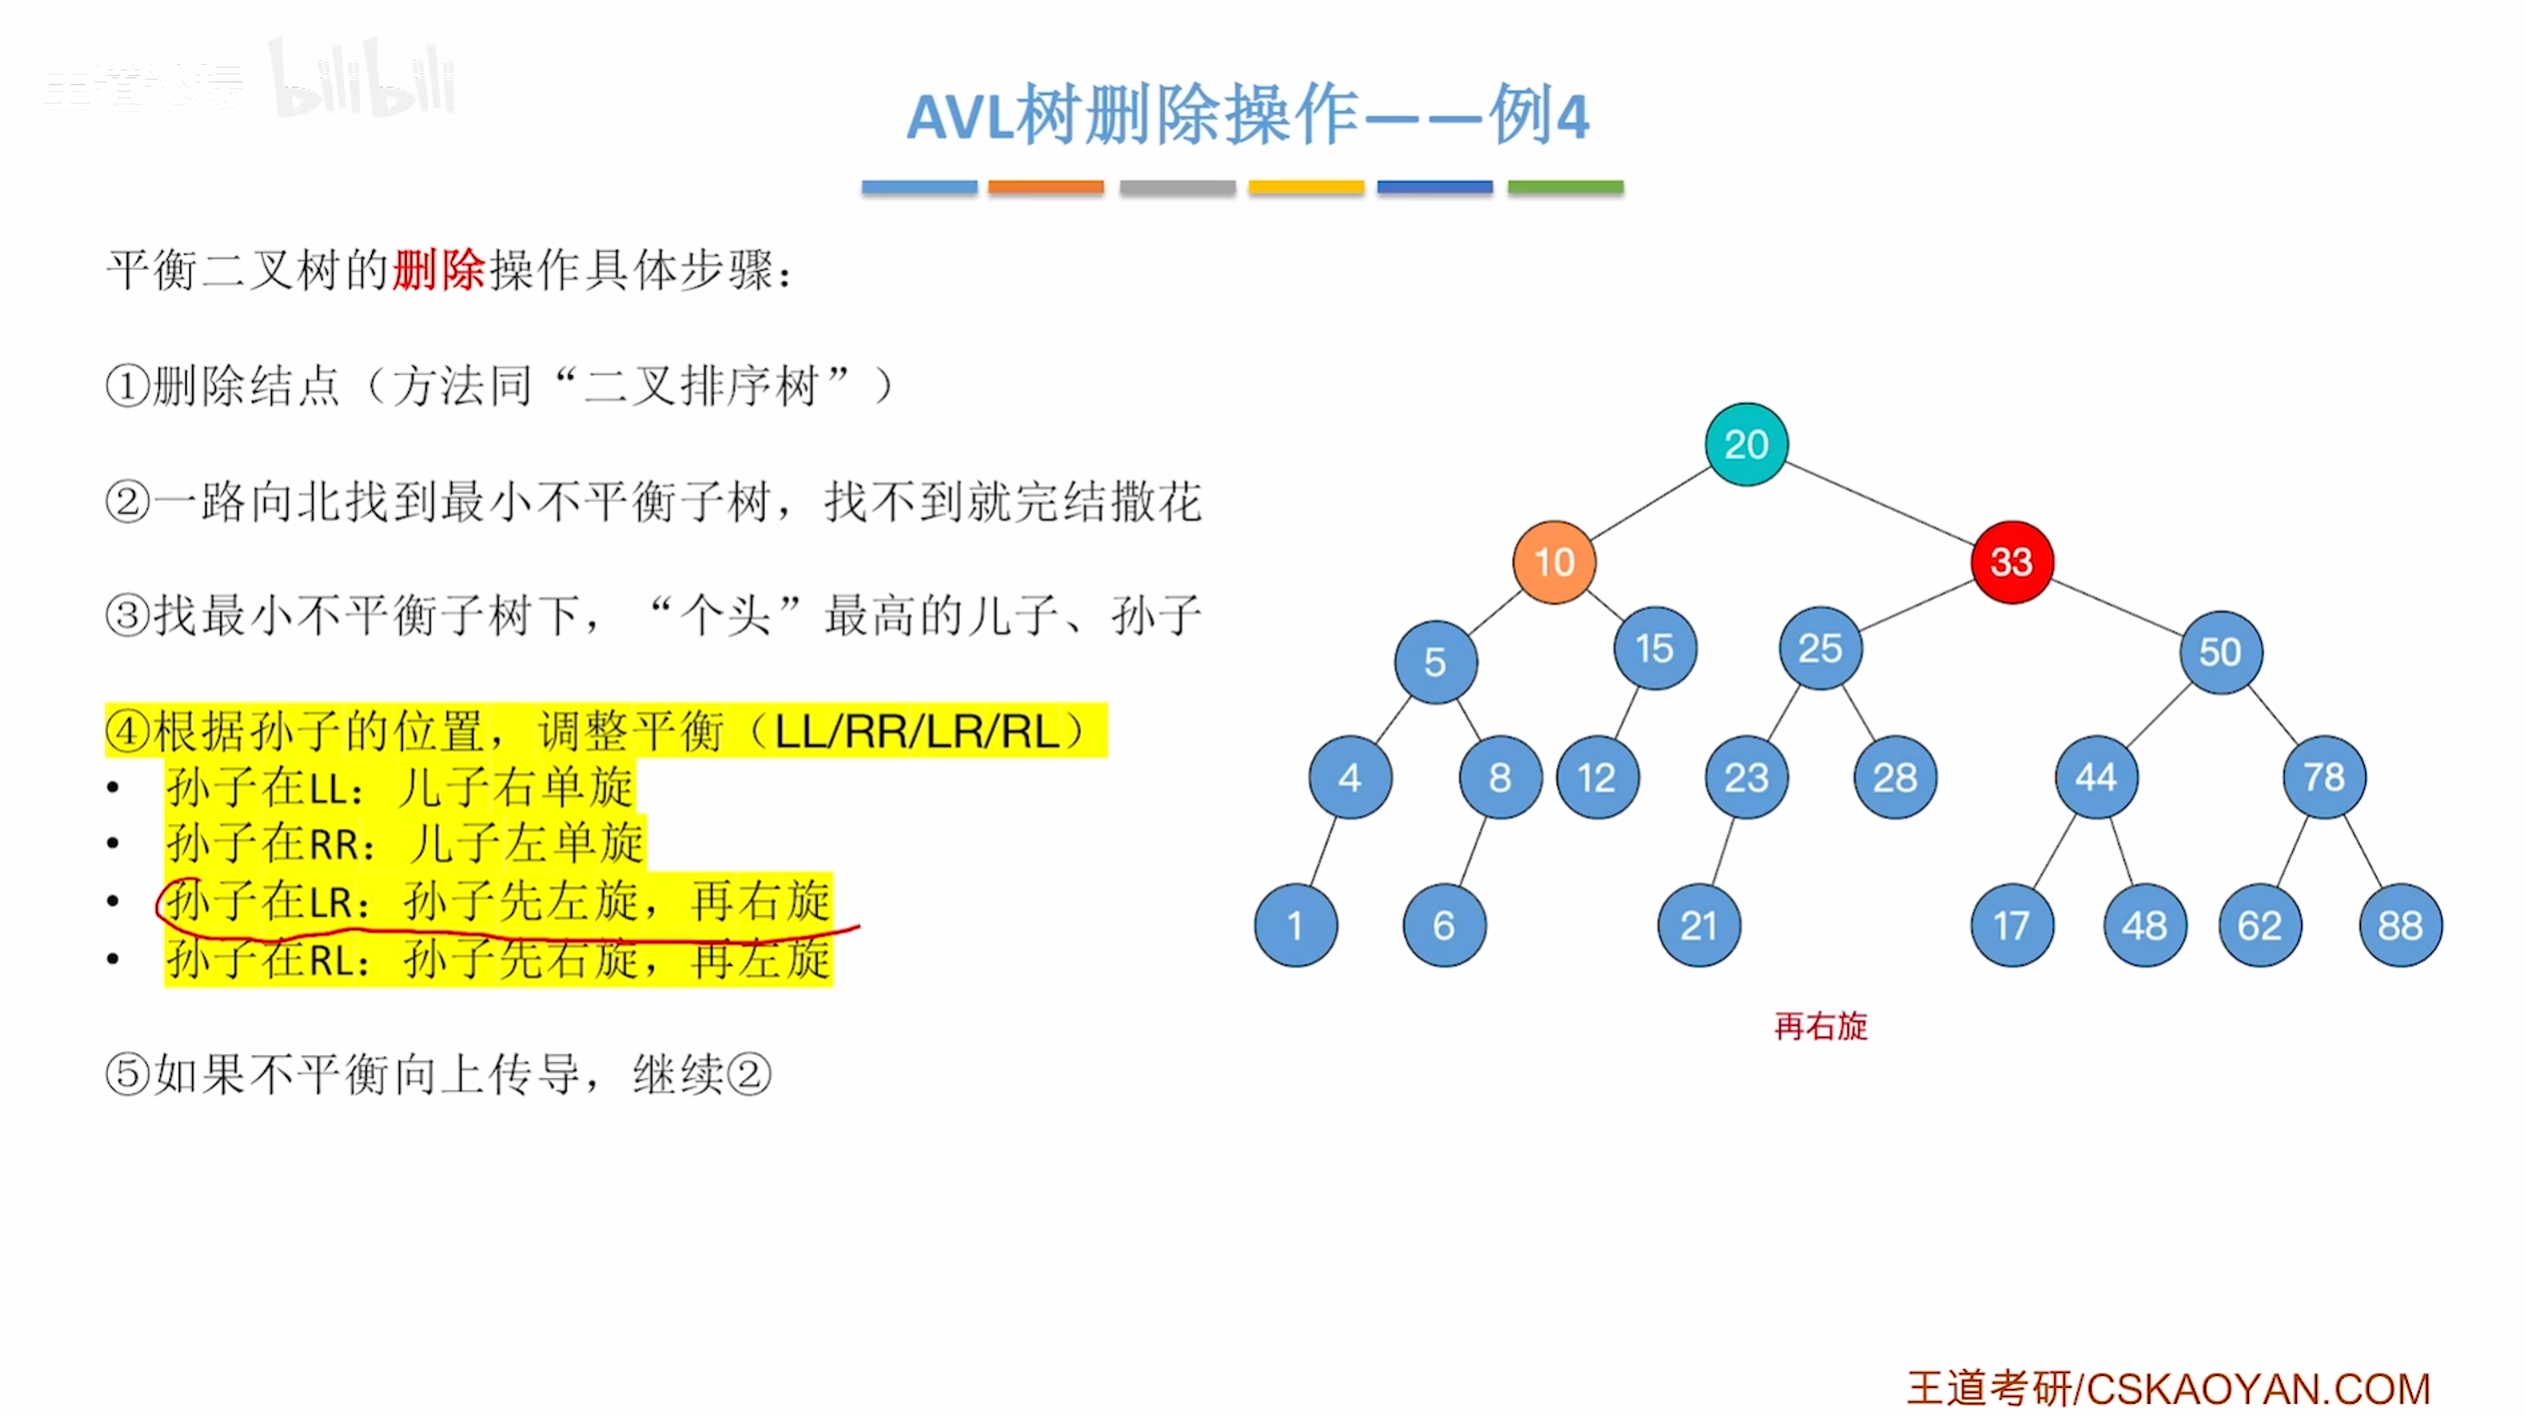 王道论坛 bilibili
AVL树删除操作——例4
平衡二叉树的删除操作具体步骤：
①删除结点（方法同“二叉排序树”）
②一路向北找到最小不平衡子树，找不到就完结撒花
③找最小不平衡子树下，“个头”最高的儿子、孙子
④根据孙子的位置，调整平衡（LL/RR/LR/RL）
• 孙子在LL：儿子右单旋
• 孙子在RR：儿子左单旋
• 孙子在LR：孙子先左旋，再右旋
• 孙子在RL：孙子先右旋，再左旋
⑤如果不平衡向上传导，继续②
20
10 33
5 15 25 50
4 8 12 23 28 44 78
1 6 21 17 48 62 88
再右旋
王道考研/CSKAOYAN.COM